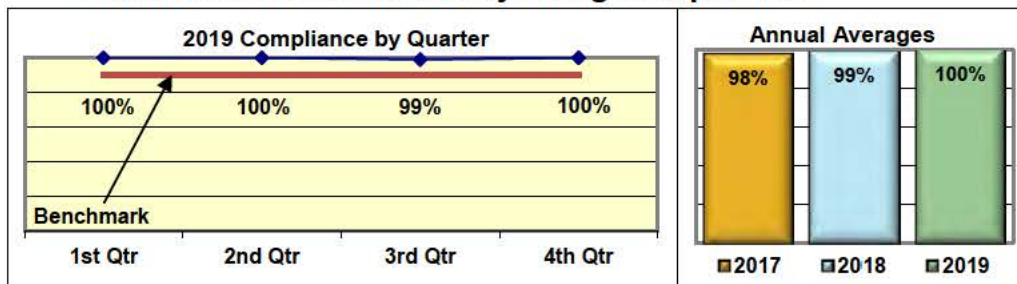 2019 Compliance by Quarter
100% 100% 99% 100%
Benchmark
1st Qtr 2nd Qtr 3rd Qtr 4th Qtr
Annual Averages
98% 99% 100%
2017 2018 2019